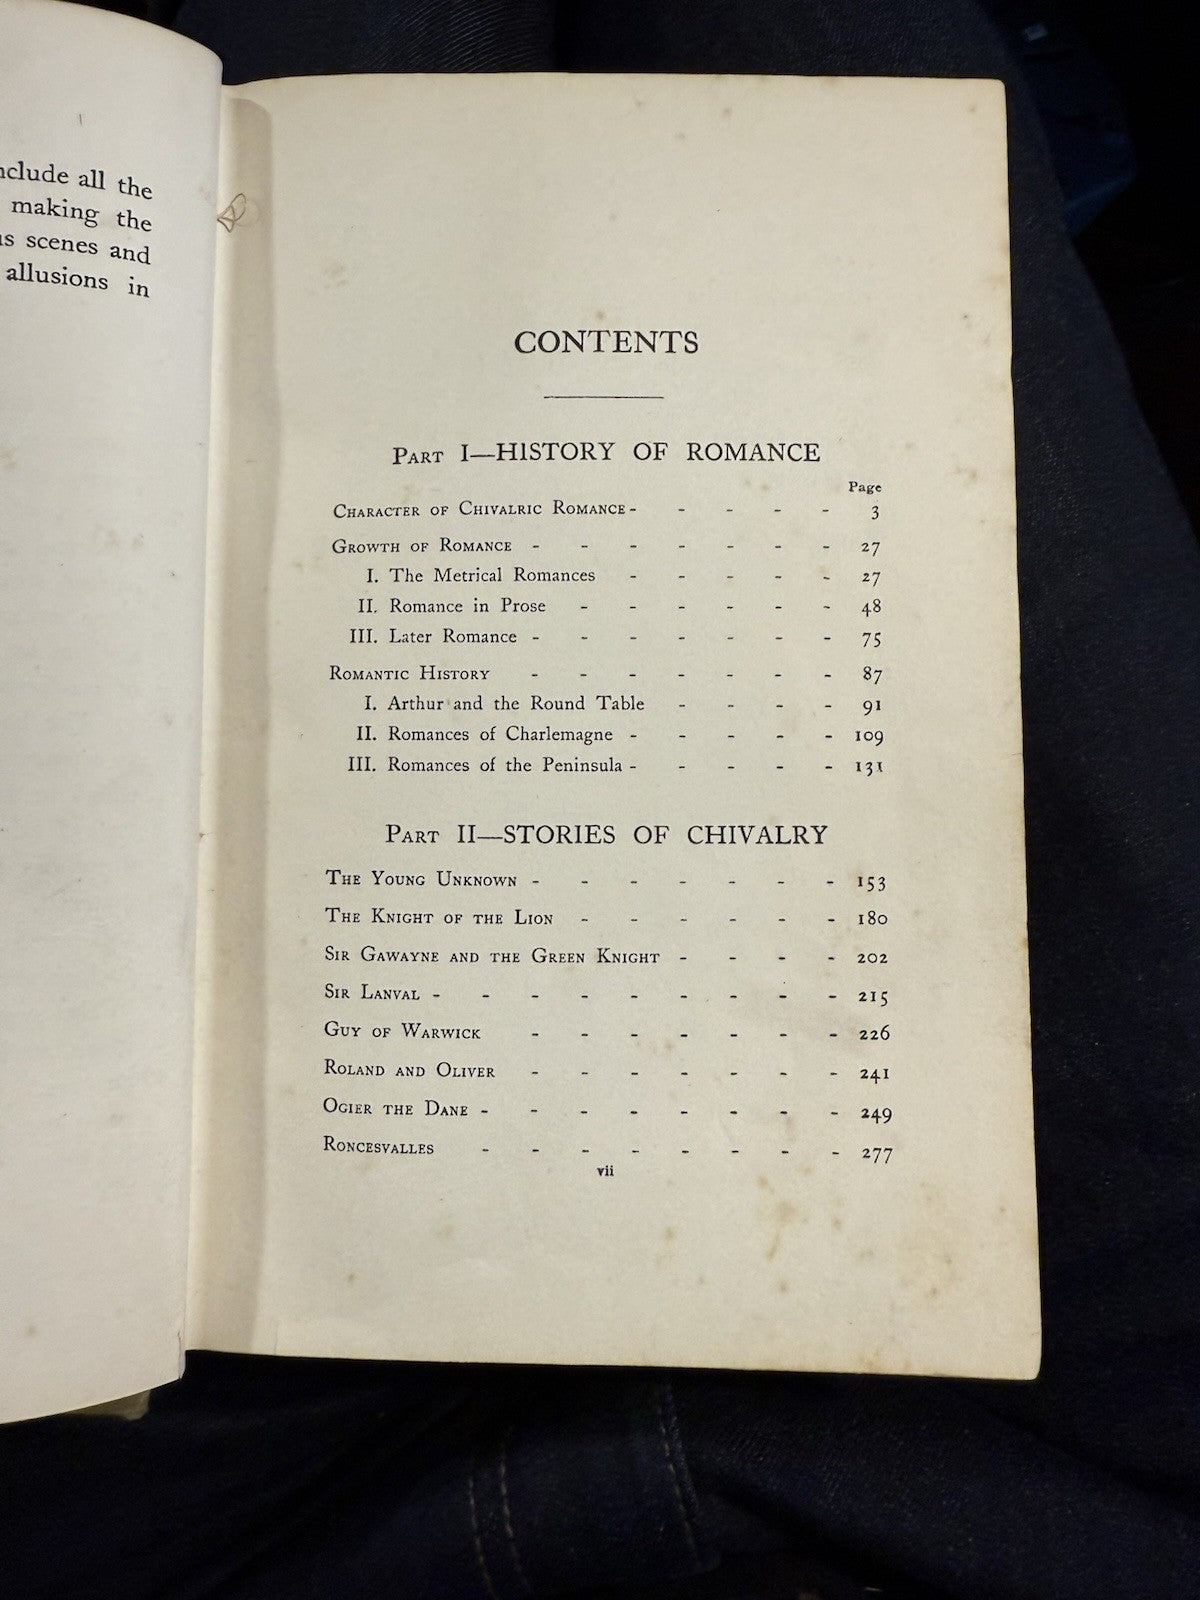 all the
making the
scenes and
allusions in
CONTENTS
PART I—HISTORY OF ROMANCE
Page
CHARACTER OF CHIVALRIC ROMANCE - - - - - 3
GROWTH OF ROMANCE - - - - - - - 27
I. The Metrical Romances - - - - - 27
II. Romance in Prose - - - - - - 48
III. Later Romance - - - - - - - 75
ROMANTIC HISTORY - - - - - - - 87
I. Arthur and the Round Table - - - - 91
II. Romances of Charlemagne - - - - - 109
III. Romances of the Peninsula - - - - - 131
PART II—STORIES OF CHIVALRY
THE YOUNG UNKNOWN - - - - - - - 153
THE KNIGHT OF THE LION - - - - - - 180
SIR GAWAYNE AND THE GREEN KNIGHT - - - - 202
SIR LANVAL - - - - - - - - - 215
GUY OF WARWICK - - - - - - - 226
ROLAND AND OLIVER - - - - - - - 241
OGIER THE DANE - - - - - - - - 249
RONCESVALLES - - - - - - - - 277
vii